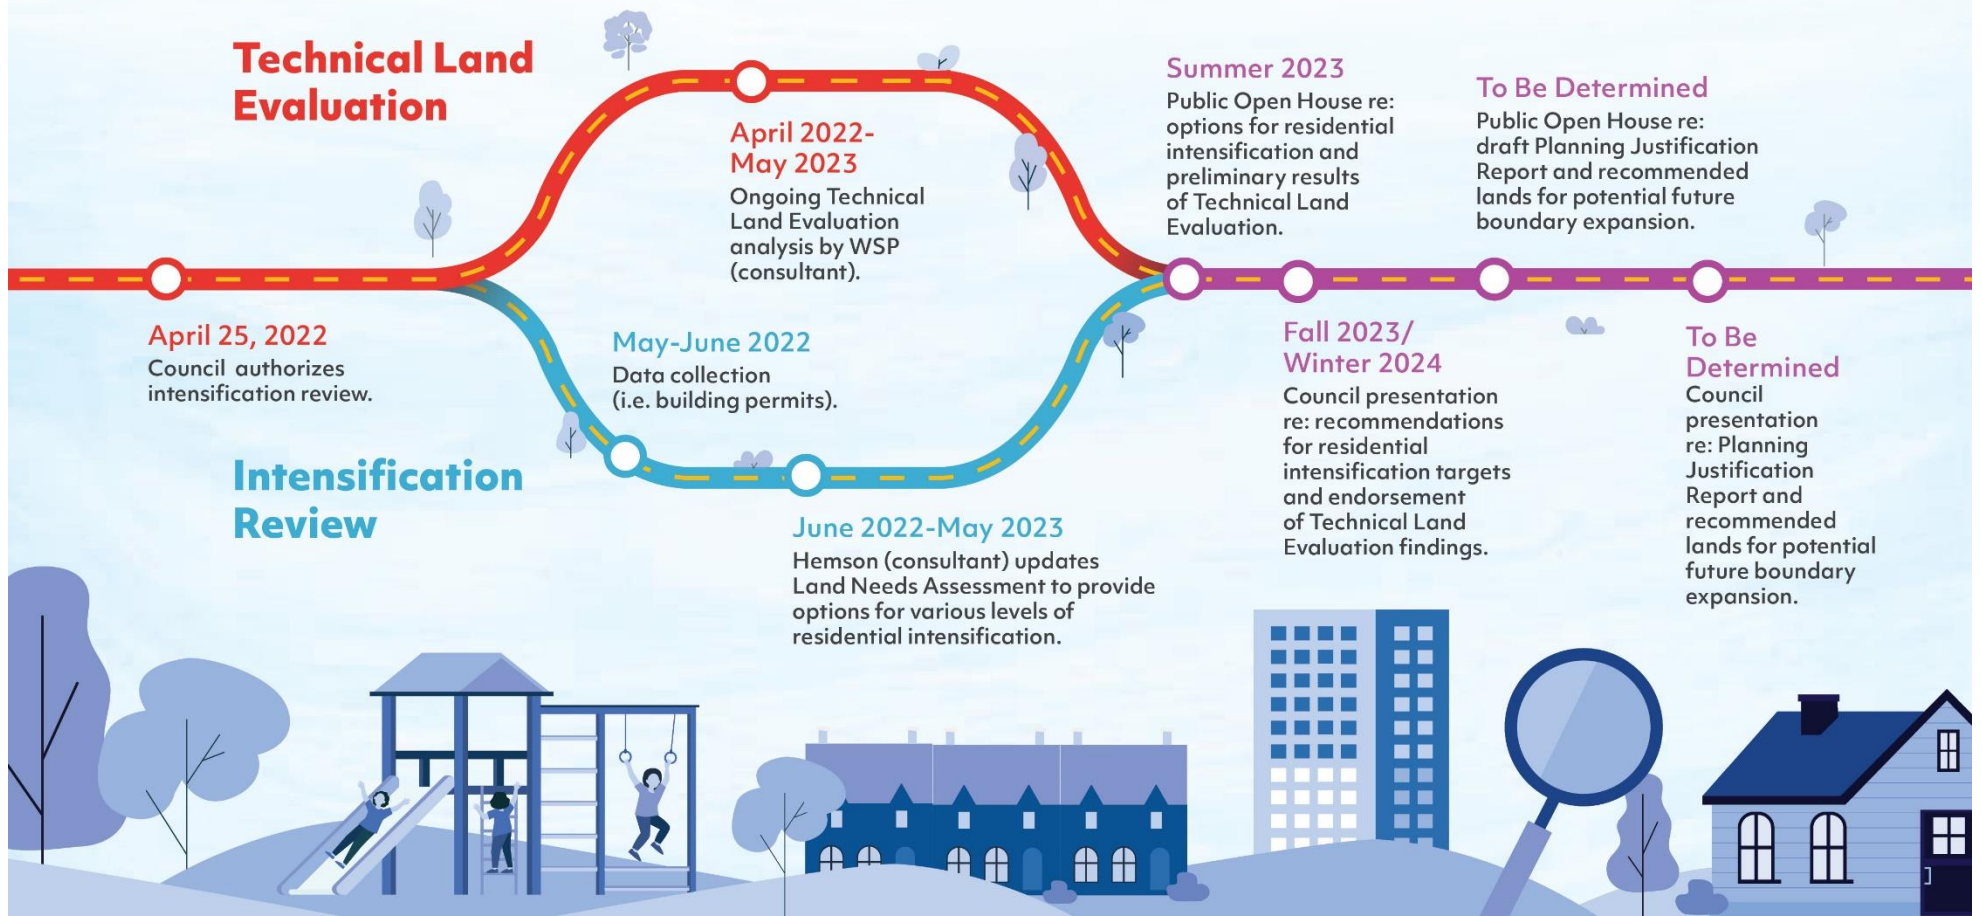 Technical Land
Evaluation
April 25, 2022
Council authorizes
intensification review.
April 2022-
May 2023
Ongoing Technical
Land Evaluation
analysis by WSP
(consultant).
Intensification
Review
May-June 2022
Data collection
(i.e. building permits).
June 2022-May 2023
Hemson (consultant) updates
Land Needs Assessment to provide
options for various levels of
residential intensification.
Summer 2023
Public Open House re:
options for residential
intensification and
preliminary results
of Technical Land
Evaluation.
Fall 2023/
Winter 2024
Council presentation
re: recommendations
for residential
intensification targets
and endorsement
of Technical Land
Evaluation findings.
To Be Determined
Public Open House re:
draft Planning Justification
Report and recommended
lands for potential future
boundary expansion.
To Be
Determined
Council
presentation
re: Planning
Justification
Report and
recommended
lands for potential
future boundary
expansion.